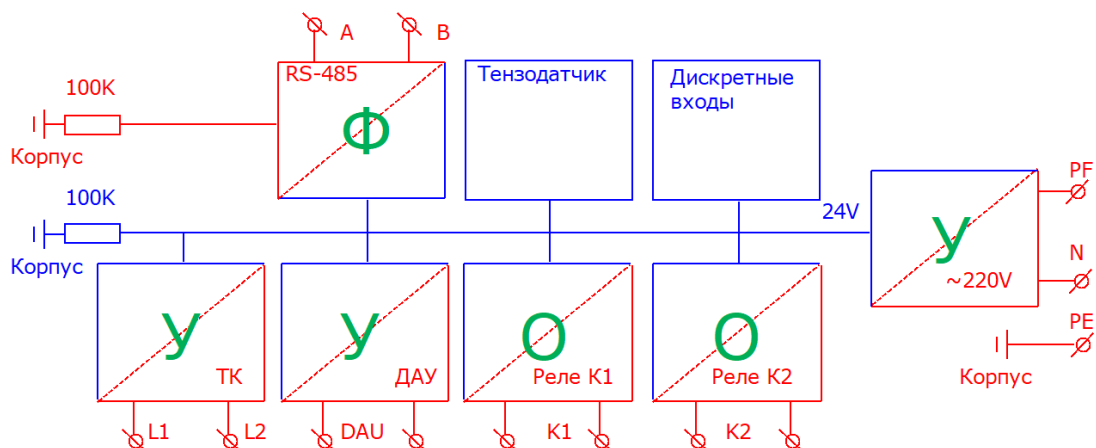 A
B
RS-485
Тензодатчик
Дискретные
входы
100K
Ф
Корпус
PF
100K
24V
У
N
Корпус
~220V
PE
У
У
О
О
ТК
ДАУ
Реле К1
Реле К2
Корпус
L1
L2
DAU
K1
K2